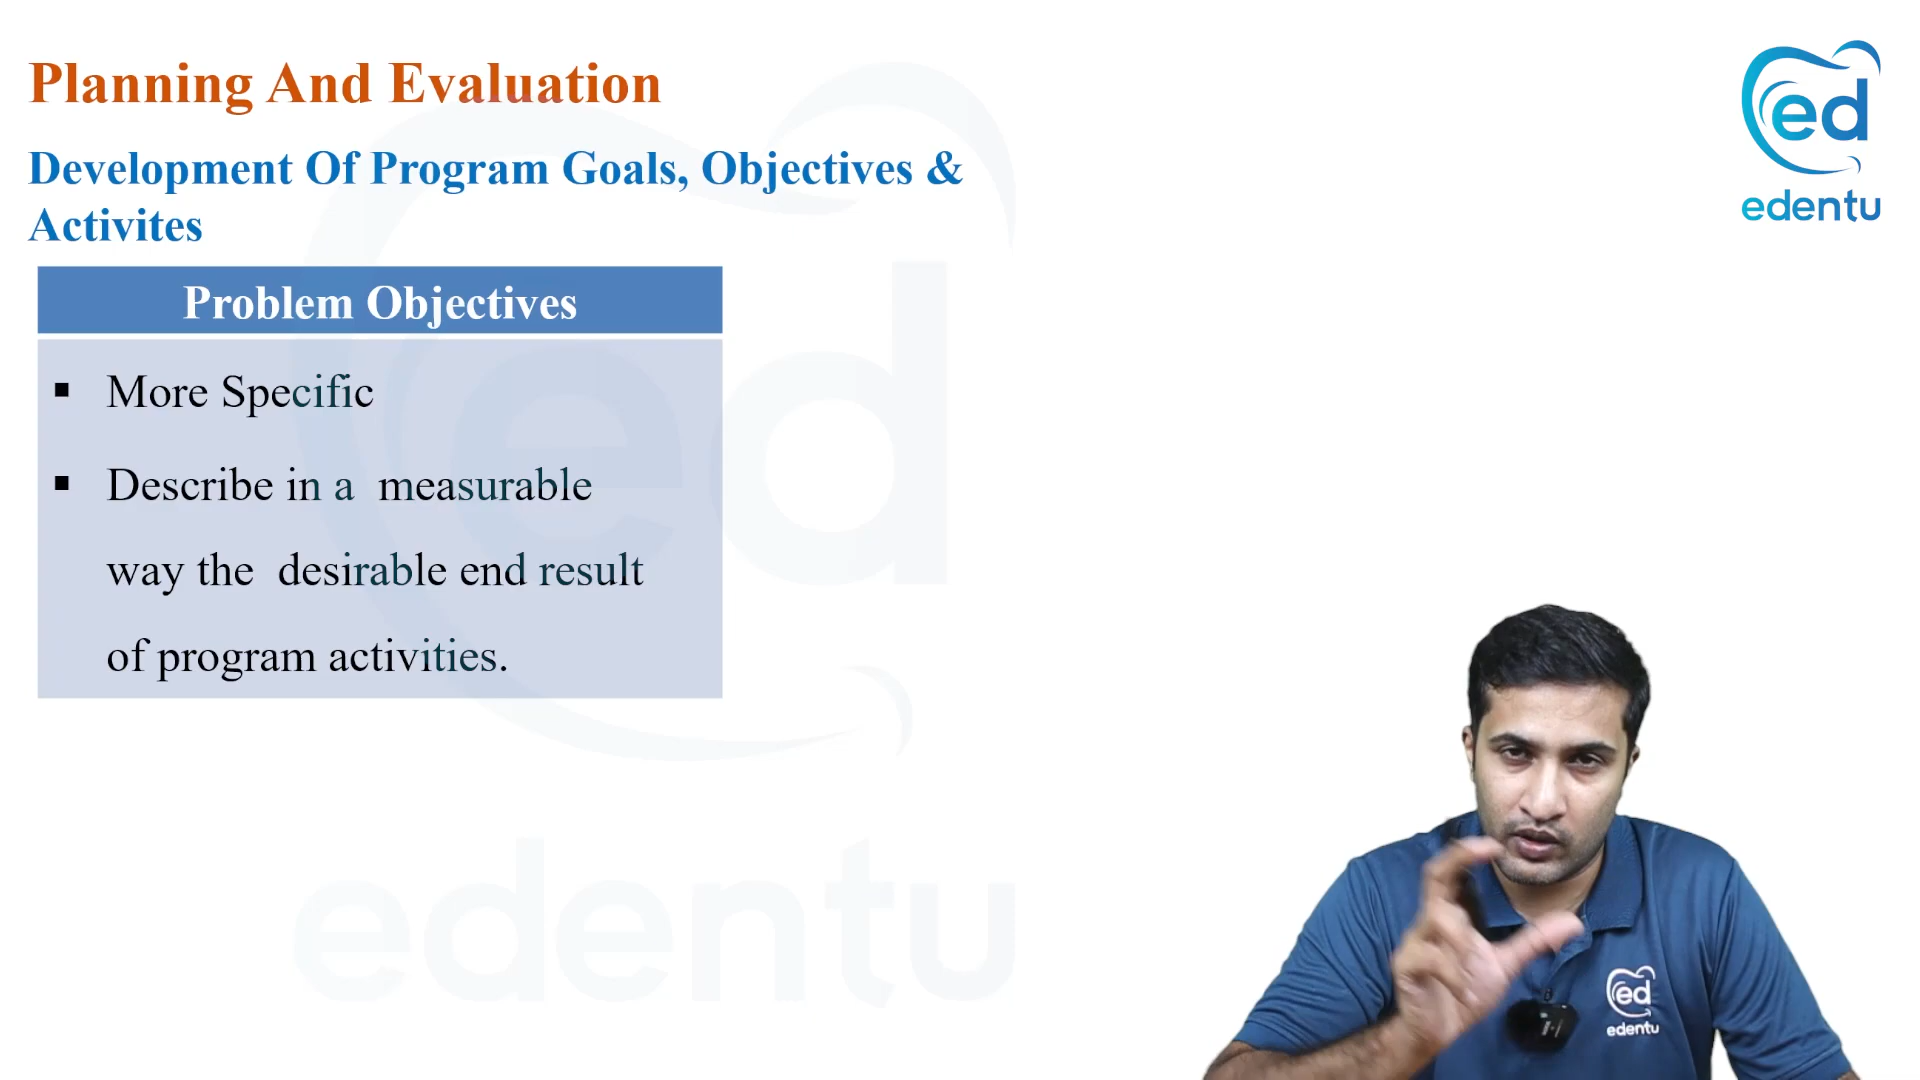 Planning And Evaluation
Development Of Program Goals, Objectives &
Activites
Problem Objectives
▪ More Specific
▪ Describe in a measurable
way the desirable end result
of program activities.
ed
edentu
ed
edentu
ed
edentu